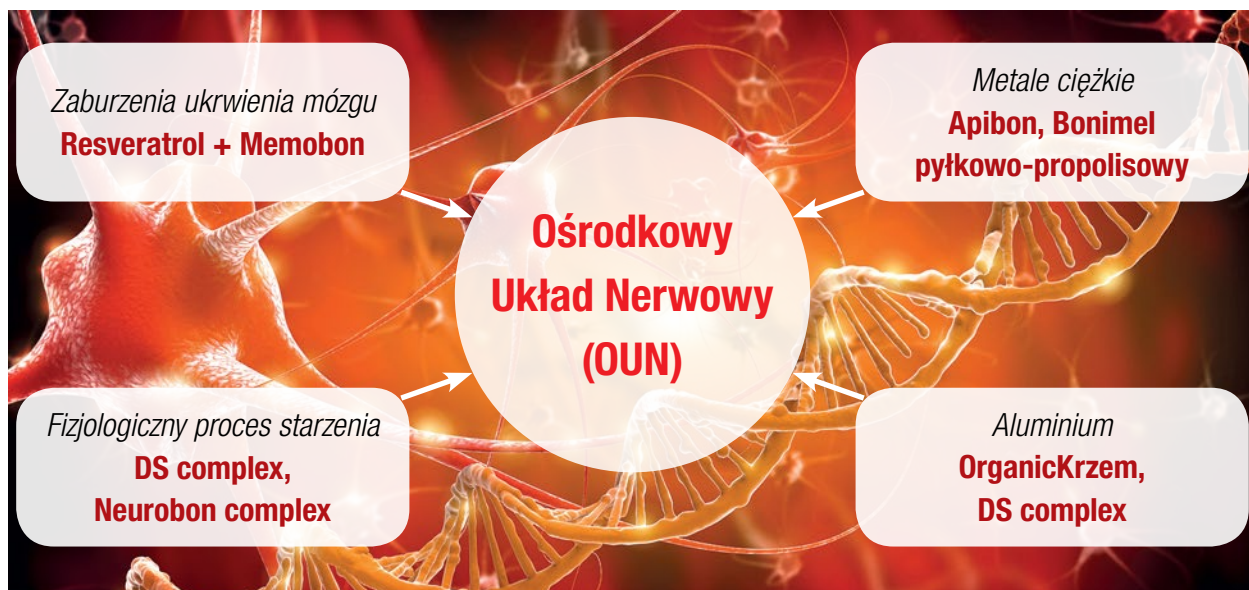 Zaburzenia ukrwienia mózgu
Resveratrol + Memobon
Metale ciężkie
Apibon, Bonimel
pyłkowo-propolisowy
Ośrodkowy
Układ Nerwowy
(OUN)
Fizjologiczny proces starzenia
DS complex,
Neurobon complex
Aluminium
OrganicKrzem,
DS complex